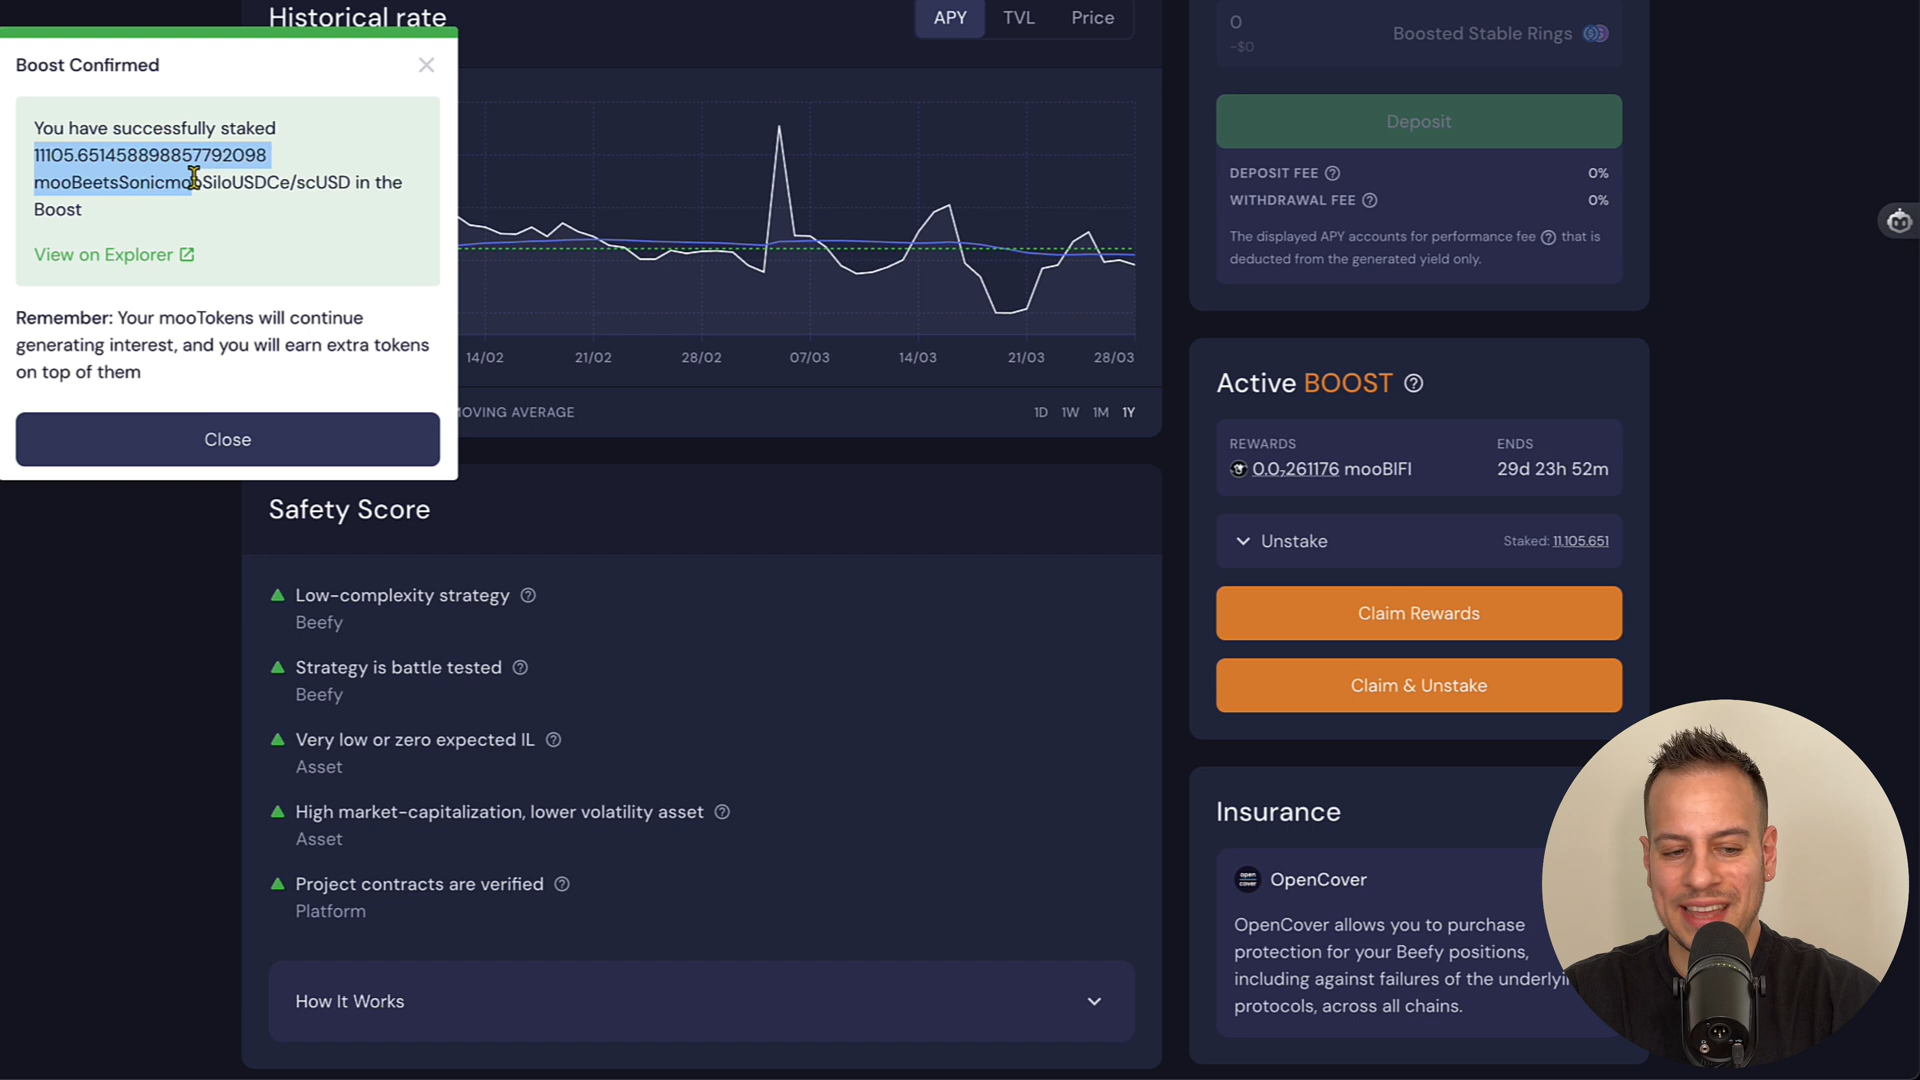 Historical rate
APY
TVL
Price
Boost Confirmed
You have successfully staked
11105.651458898857792098
mooBeetsSonicmooSiloUSDCe/scUSD in the
Boost
View on Explorer
Remember: Your mooTokens will continue
generating interest, and you will earn extra tokens
on top of them
Close
14/02
21/02
28/02
07/03
14/03
21/03
28/03
MOVING AVERAGE
1D
1W
1M
1Y
Safety Score
Low-complexity strategy
Beefy
Strategy is battle tested
Beefy
Very low or zero expected IL
Asset
High market-capitalization, lower volatility asset
Asset
Project contracts are verified
Platform
How It Works
0
~$0
Boosted Stable Rings
Deposit
DEPOSIT FEE
0%
WITHDRAWAL FEE
0%
The displayed APY accounts for performance fee that is
deducted from the generated yield only.
Active BOOST
REWARDS
ENDS
0.0₇261176 mooBIFI
29d 23h 52m
Unstake
Staked: 11,105.651
Claim Rewards
Claim & Unstake
Insurance
open cover
OpenCover
OpenCover allows you to purchase
protection for your Beefy positions,
including against failures of the underlyi
protocols, across all chains.